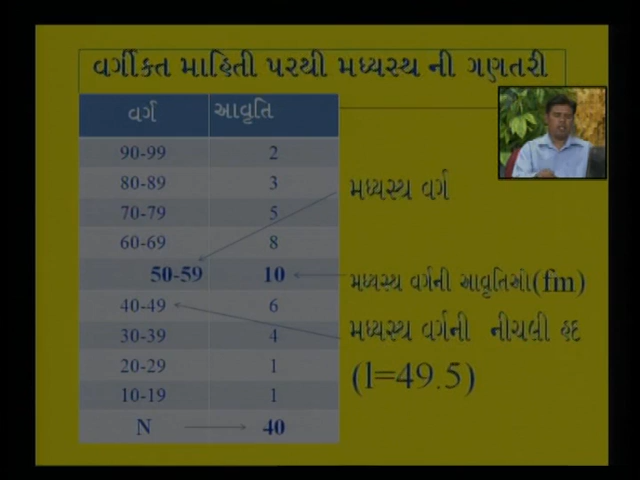 વર્ગીકત માહિતી પરથી મધ્યસ્થ ની ગણતરી
વર્ગ આવૃતિ
90-99 2
80-89 3
70-79 5
60-69 8
50-59 10
40-49 6
30-39 4
20-29 1
10-19 1
N 40
મધ્યસ્થ વર્ગ
મધ્યસ્થ વર્ગની આવૃતિઓ(fm)
મધ્યસ્થ વર્ગની નીચલી હદ
(l=49.5)